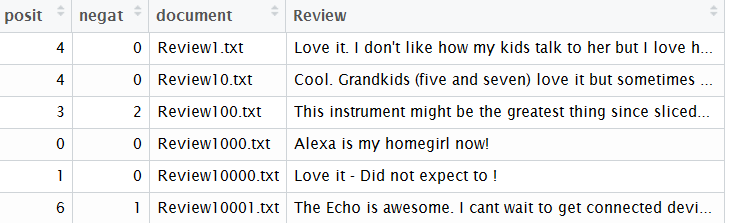 posit negat document Review
4 0 Review1.txt Love it. I don't like how my kids talk to her but I love h...
4 0 Review10.txt Cool. Grandkids (five and seven) love it but sometimes ...
3 2 Review100.txt This instrument might be the greatest thing since sliced...
0 0 Review1000.txt Alexa is my homegirl now!
1 0 Review10000.txt Love it - Did not expect to !
6 1 Review10001.txt The Echo is awesome. I cant wait to get connected devi...